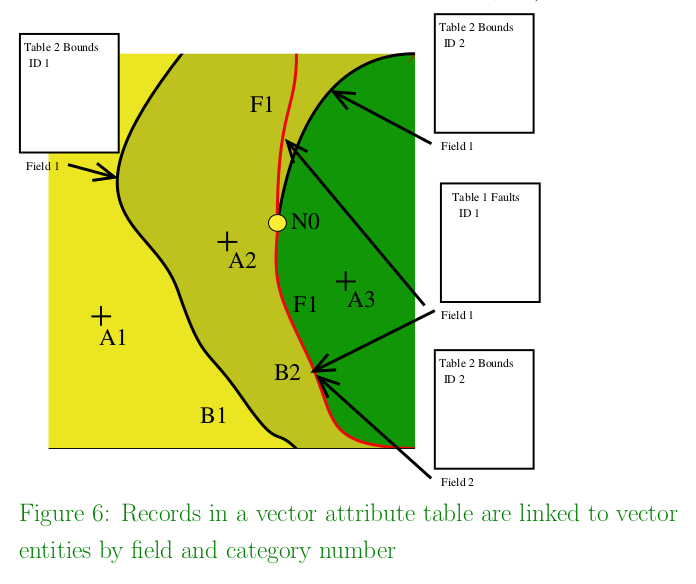 Table 2 Bounds
ID 1
Field 1
Table 2 Bounds
ID 2
Field 1
F1
Table 1 Faults
ID 1
Field 1
N0
A2
A3
F1
A1
B2
B1
Table 2 Bounds
ID 2
Field 2
Figure 6: Records in a vector attribute table are linked to vector
entities by field and category number